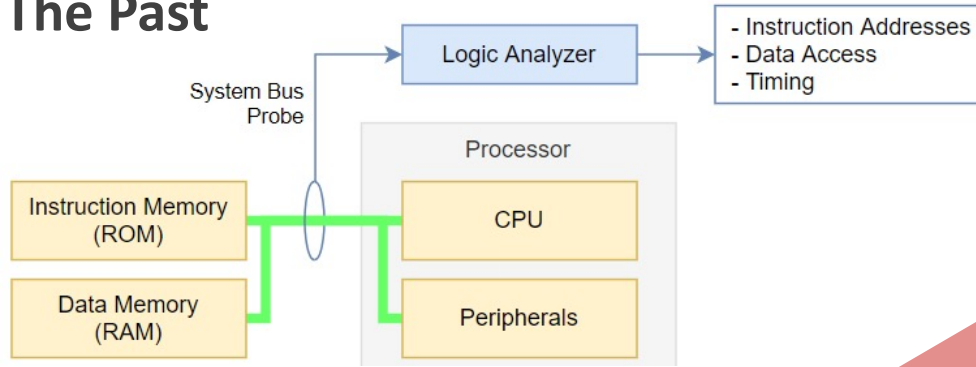 The Past
Logic Analyzer
- Instruction Addresses
- Data Access
- Timing
System Bus
Probe
Processor
Instruction Memory
(ROM)
CPU
Data Memory
(RAM)
Peripherals